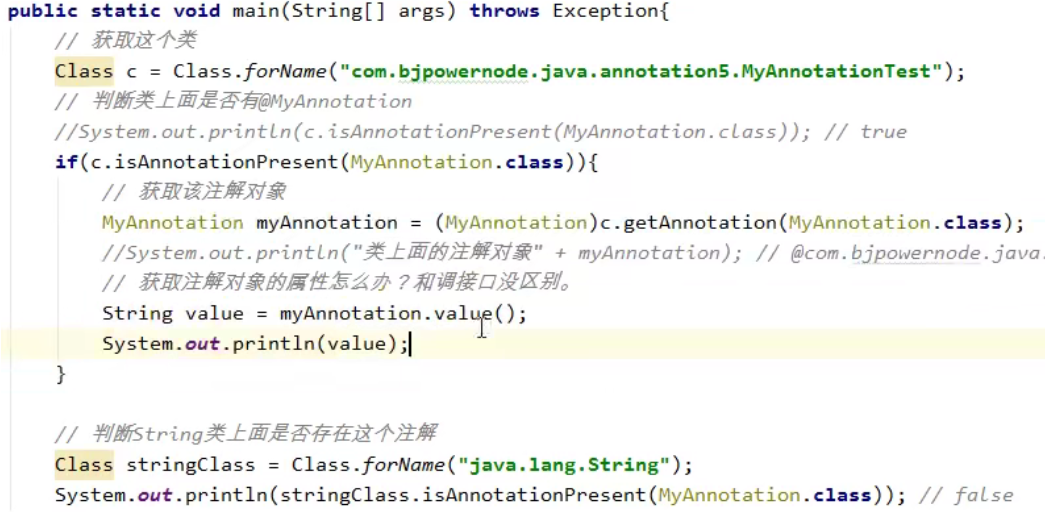 public static void main(String[] args) throws Exception{
// 获取这个类
Class c = Class.forName("com.bjpowernode.java.annotation5.MyAnnotationTest");
// 判断类上面是否有@MyAnnotation
//System.out.println(c.isAnnotationPresent(MyAnnotation.class)); // true
if(c.isAnnotationPresent(MyAnnotation.class)){
// 获取该注解对象
MyAnnotation myAnnotation = (MyAnnotation)c.getAnnotation(MyAnnotation.class);
//System.out.println("类上面的注解对象" + myAnnotation); // @com.bjpowernode.java.
// 获取注解对象的属性怎么办？和调接口没区别。
String value = myAnnotation.value();
System.out.println(value);
}
// 判断String类上面是否存在这个注解
Class stringClass = Class.forName("java.lang.String");
System.out.println(stringClass.isAnnotationPresent(MyAnnotation.class)); // false